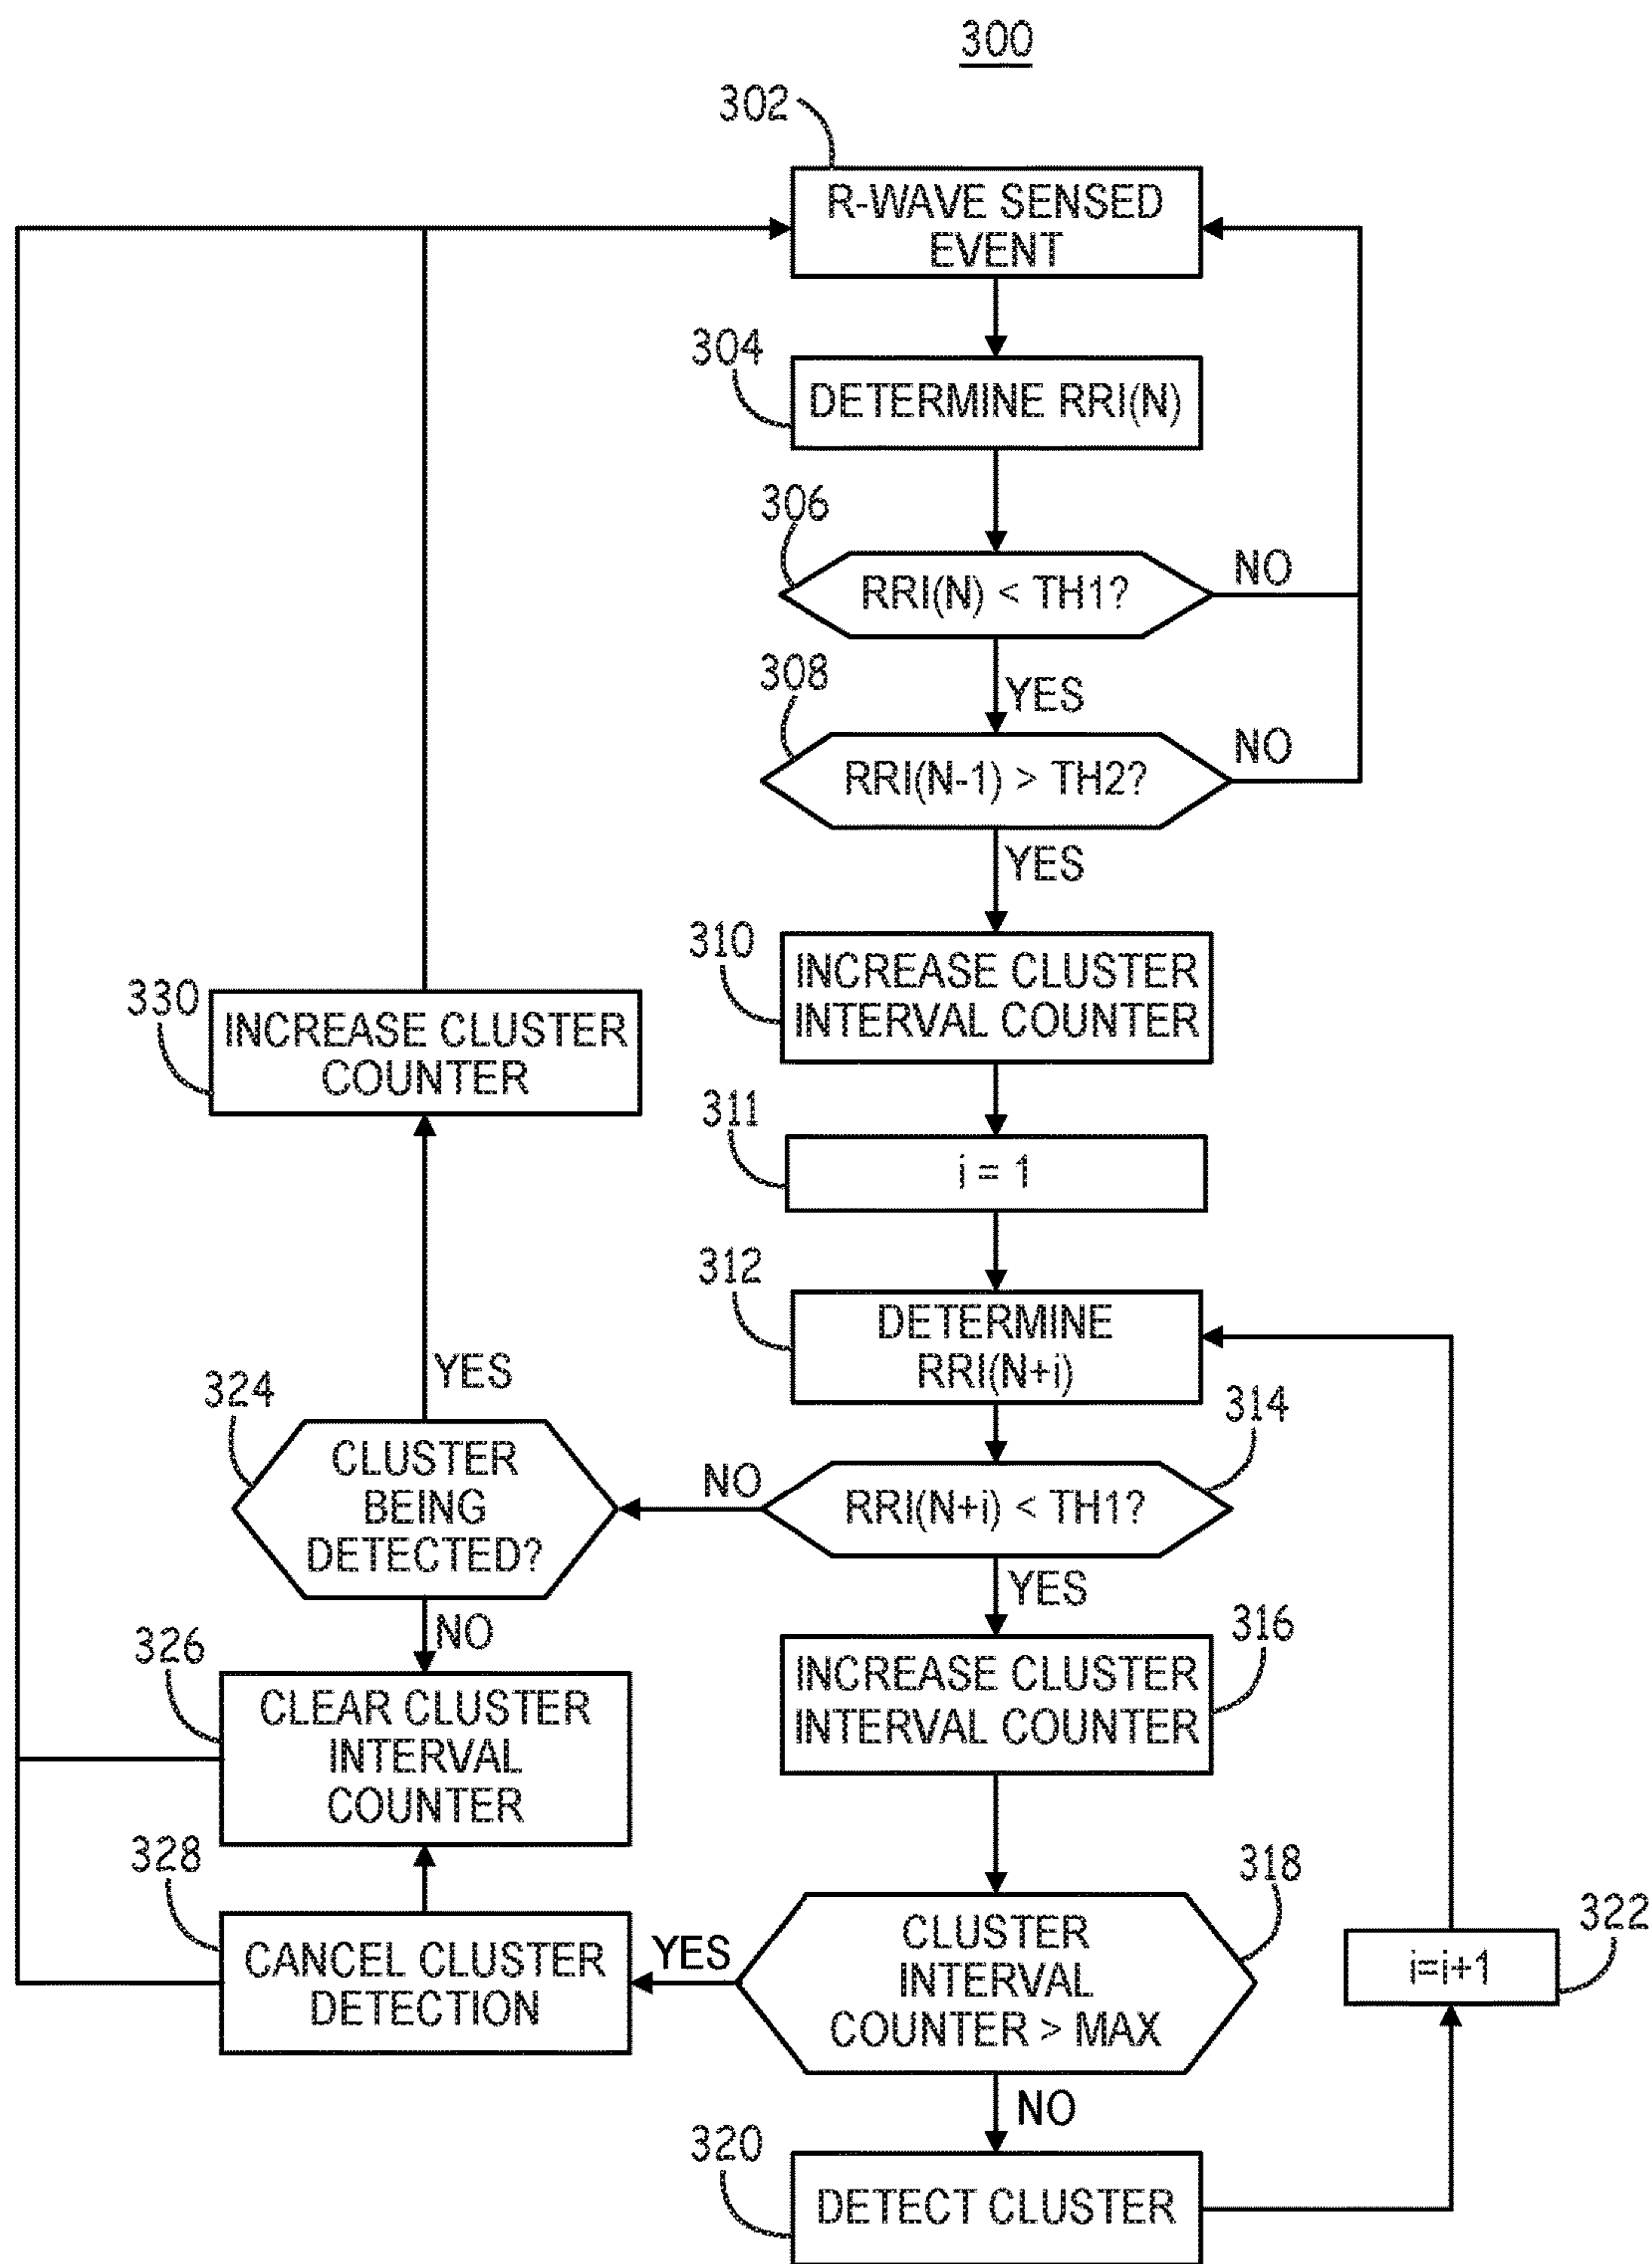 300
302
R-WAVE SENSED
EVENT
304
DETERMINE RRI(N)
306
RRI(N) < TH1?
NO
308
YES
RRI(N-1) > TH2?
NO
YES
310
INCREASE CLUSTER
INTERVAL COUNTER
330
INCREASE CLUSTER
COUNTER
311
i = 1
312
DETERMINE
RRI(N+i)
YES
324
314
CLUSTER
BEING
DETECTED?
NO
RRI(N+i) < TH1?
YES
NO
326
316
INCREASE CLUSTER
INTERVAL COUNTER
CLEAR CLUSTER
INTERVAL
COUNTER
328
318
CANCEL CLUSTER
DETECTION
YES
CLUSTER
INTERVAL
COUNTER > MAX
322
i=i+1
NO
320
DETECT CLUSTER